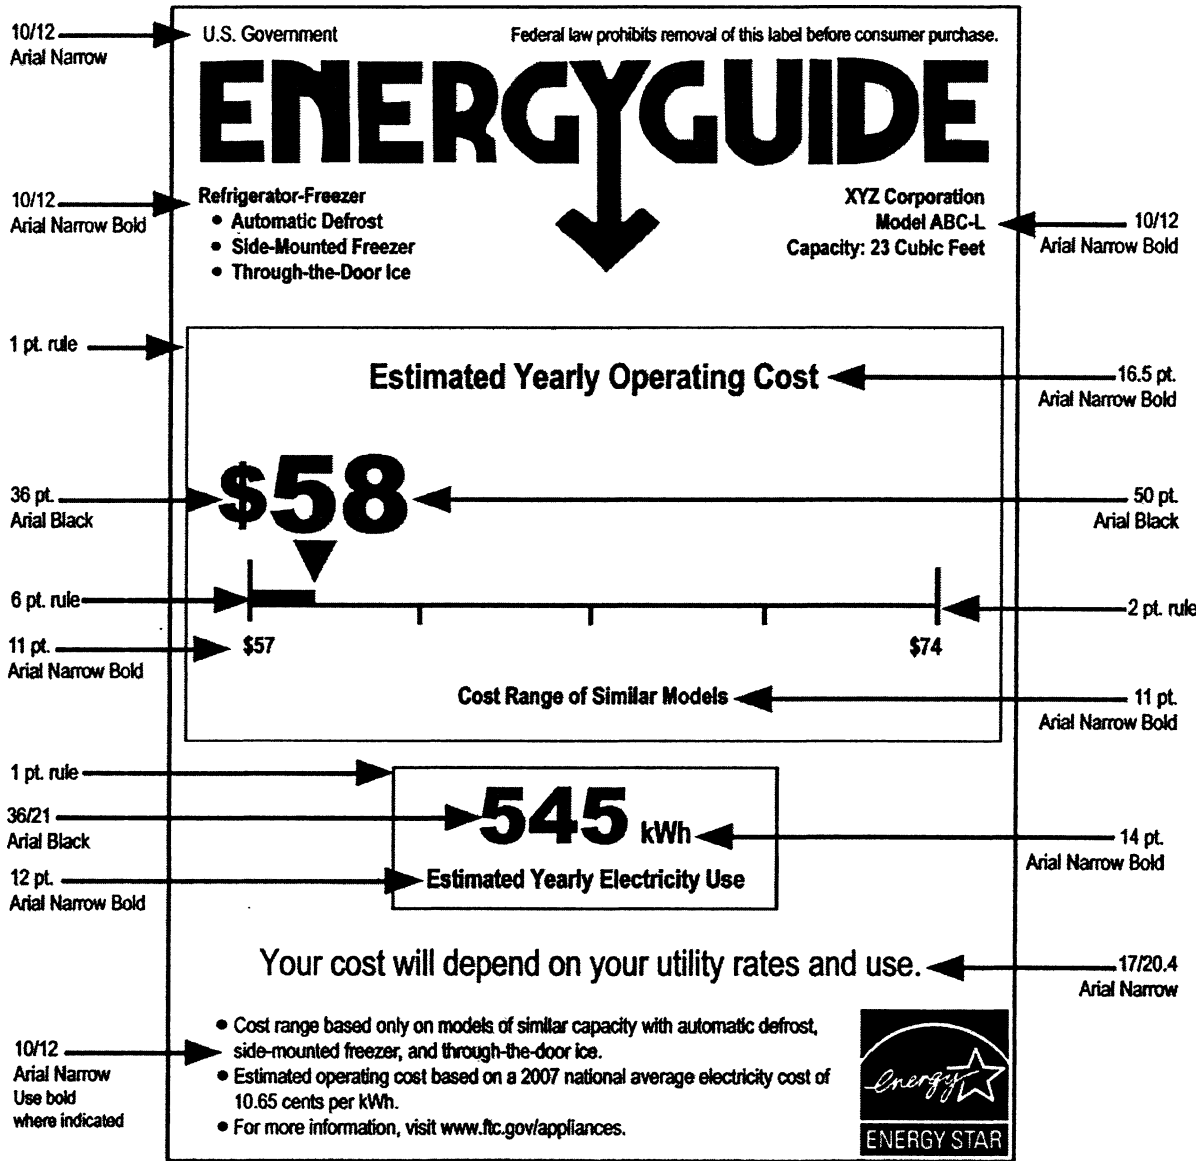 10/12
Arial Narrow
U.S. Government
Federal law prohibits removal of this label before consumer purchase.
ENERGYGUIDE
10/12
Arial Narrow Bold
Refrigerator-Freezer
• Automatic Defrost
• Side-Mounted Freezer
• Through-the-Door Ice
XYZ Corporation
Model ABC-L
Capacity: 23 Cubic Feet
10/12
Arial Narrow Bold
1 pt. rule
Estimated Yearly Operating Cost
16.5 pt.
Arial Narrow Bold
36 pt.
Arial Black
$58
50 pt.
Arial Black
6 pt. rule
2 pt. rule
11 pt.
Arial Narrow Bold
$57
$74
Cost Range of Similar Models
11 pt.
Arial Narrow Bold
1 pt. rule
36/21
Arial Black
545 kWh
14 pt.
Arial Narrow Bold
12 pt.
Arial Narrow Bold
Estimated Yearly Electricity Use
Your cost will depend on your utility rates and use.
17/20.4
Arial Narrow
10/12
Arial Narrow
Use bold
where indicated
• Cost range based only on models of similar capacity with automatic defrost,
side-mounted freezer, and through-the-door ice.
• Estimated operating cost based on a 2007 national average electricity cost of
10.65 cents per kWh.
• For more information, visit www.ftc.gov/appliances.
energy
ENERGY STAR